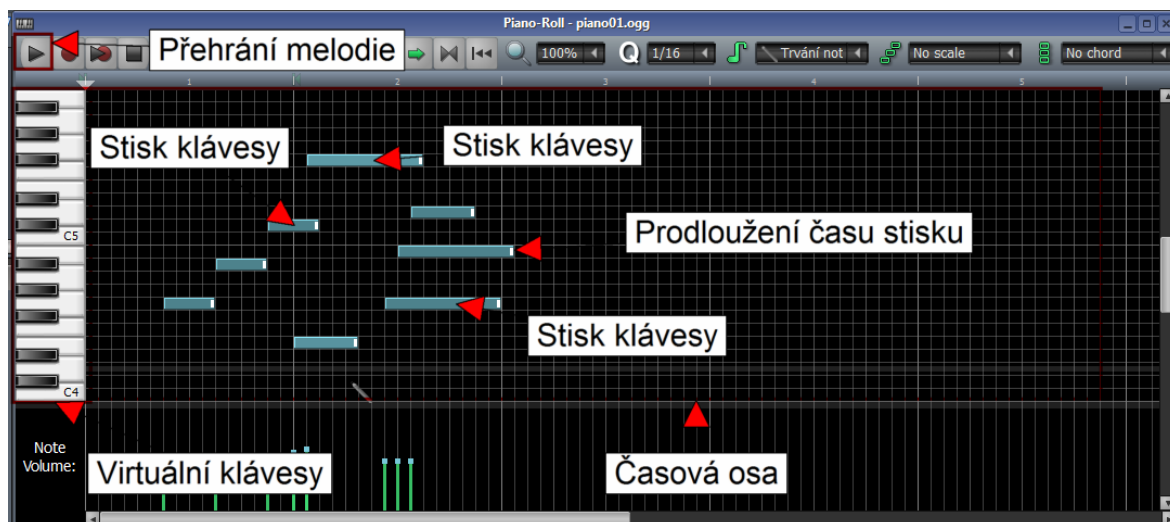 Piano-Roll - piano01.ogg
Přehrání melodie
100%
Q
1/16
Trvání not
No scale
No chord
1
2
3
4
5
Stisk klávesy
Stisk klávesy
C5
Prodloužení času stisku
Stisk klávesy
C4
Note
Volume:
Virtuální klávesy
Časová osa